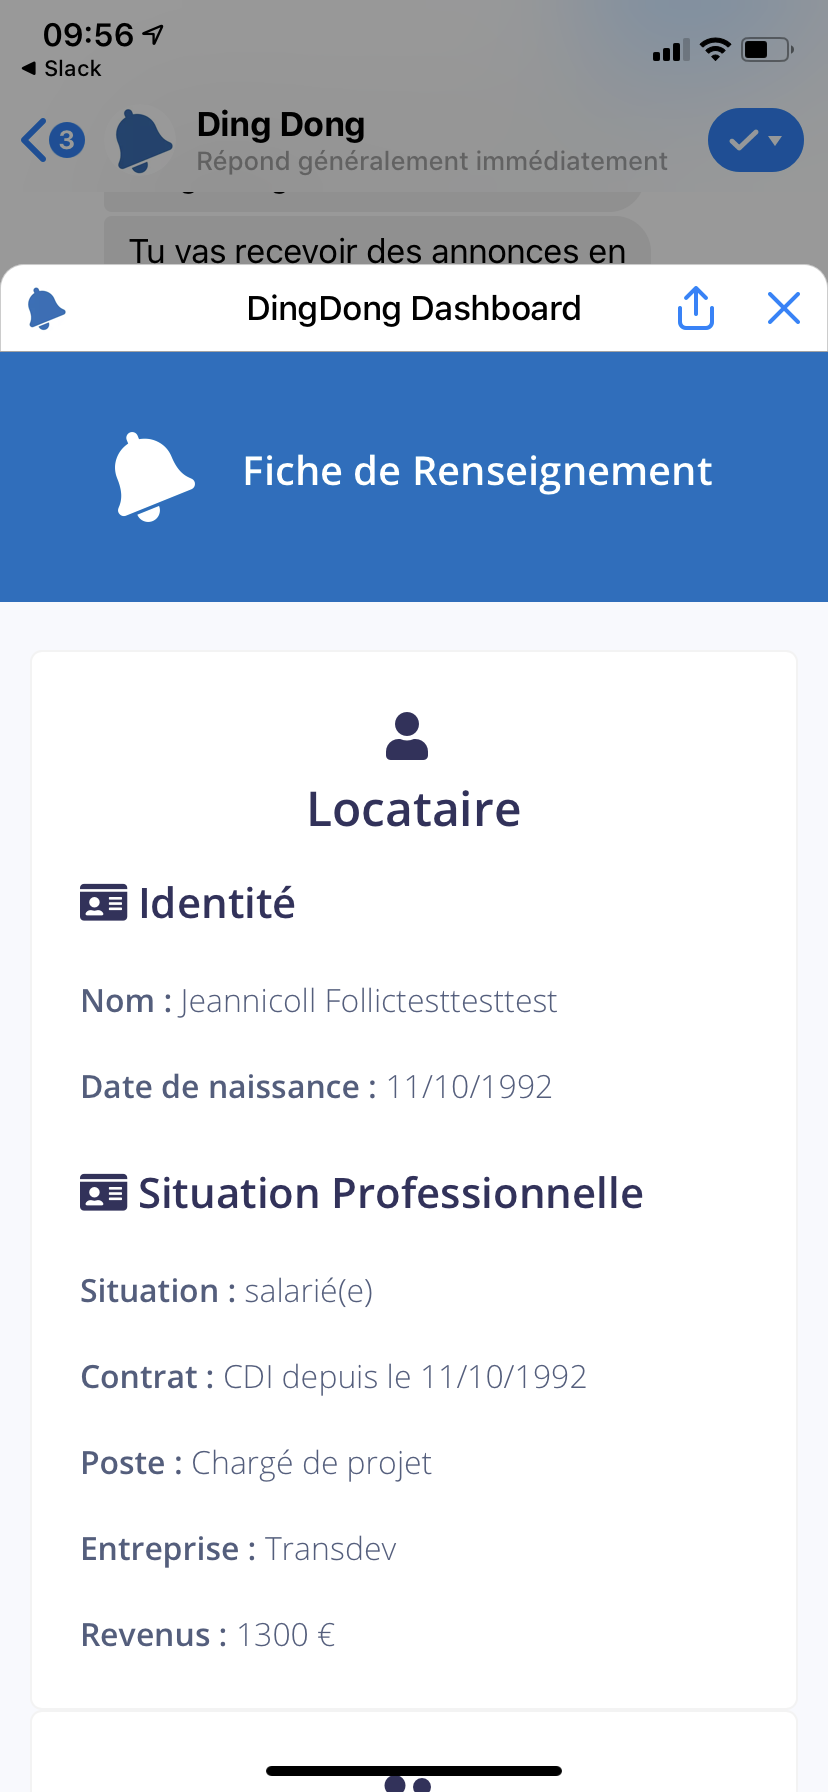 09:56
◀ Slack
3
Ding Dong
Répond généralement immédiatement
Tu vas recevoir des annonces en
DingDong Dashboard
Fiche de Renseignement
Locataire
Identité
Nom : Jeannicoll Follictesttesttest
Date de naissance : 11/10/1992
Situation Professionnelle
Situation : salarié(e)
Contrat : CDI depuis le 11/10/1992
Poste : Chargé de projet
Entreprise : Transdev
Revenus : 1300 €